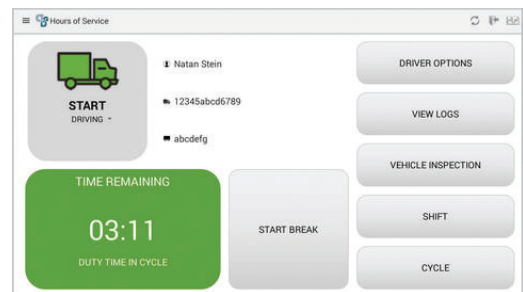 Hours of Service
START
DRIVING
Natan Stein
12345abcd6789
abcdefg
TIME REMAINING
03:11
DUTY TIME IN CYCLE
START BREAK
DRIVER OPTIONS
VIEW LOGS
VEHICLE INSPECTION
SHIFT
CYCLE